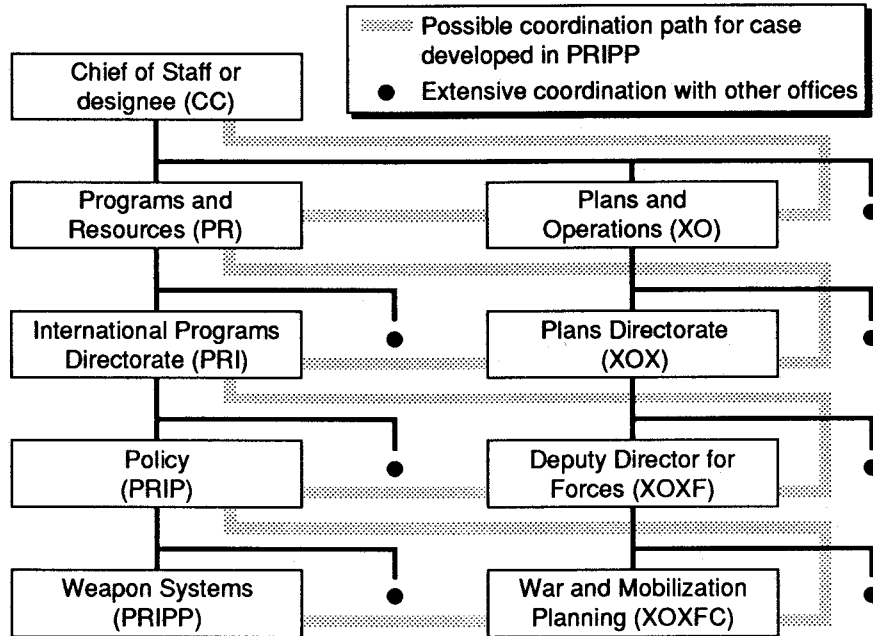 Possible coordination path for case
developed in PRIPP
Extensive coordination with other offices
Chief of Staff or
designee (CC)
Programs and
Resources (PR)
Plans and
Operations (XO)
International Programs
Directorate (PRI)
Plans Directorate
(XOX)
Policy
(PRIP)
Deputy Director for
Forces (XOXF)
Weapon Systems
(PRIPP)
War and Mobilization
Planning (XOXFC)